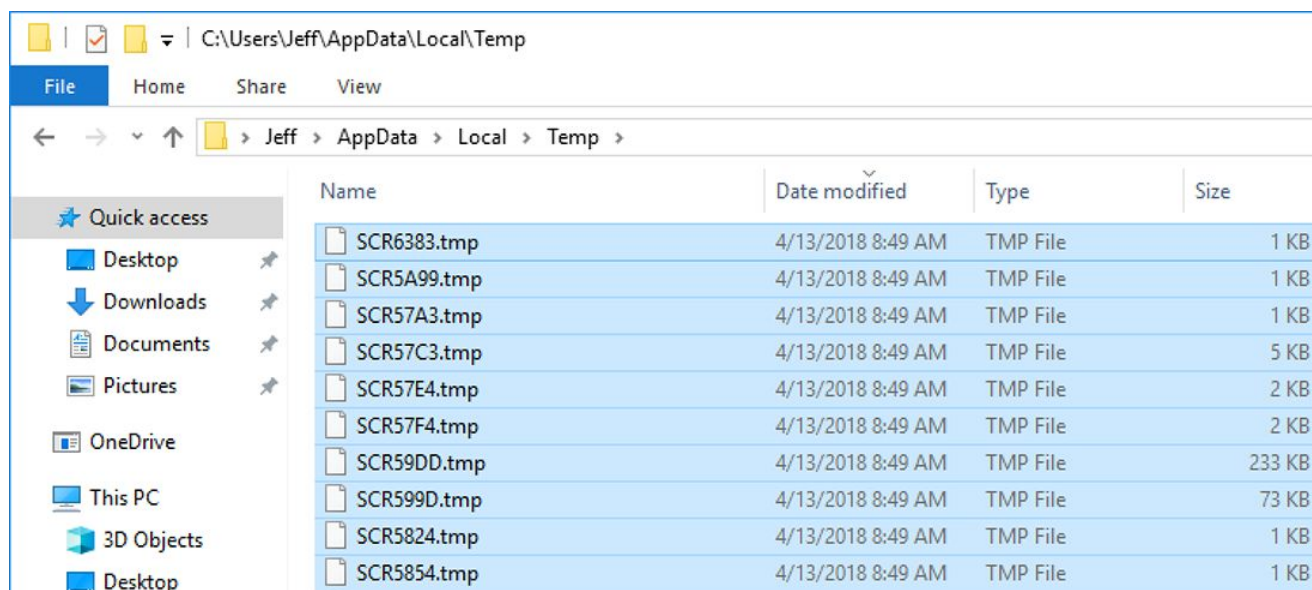 C:\Users\Jeff\AppData\Local\Temp
File Home Share View
Jeff > AppData > Local > Temp >
Name Date modified Type Size
Quick access
Desktop
Downloads
Documents
Pictures
OneDrive
This PC
3D Objects
Desktop
SCR6383.tmp 4/13/2018 8:49 AM TMP File 1 KB
SCR5A99.tmp 4/13/2018 8:49 AM TMP File 1 KB
SCR57A3.tmp 4/13/2018 8:49 AM TMP File 1 KB
SCR57C3.tmp 4/13/2018 8:49 AM TMP File 5 KB
SCR57E4.tmp 4/13/2018 8:49 AM TMP File 2 KB
SCR57F4.tmp 4/13/2018 8:49 AM TMP File 2 KB
SCR59DD.tmp 4/13/2018 8:49 AM TMP File 233 KB
SCR599D.tmp 4/13/2018 8:49 AM TMP File 73 KB
SCR5824.tmp 4/13/2018 8:49 AM TMP File 1 KB
SCR5854.tmp 4/13/2018 8:49 AM TMP File 1 KB